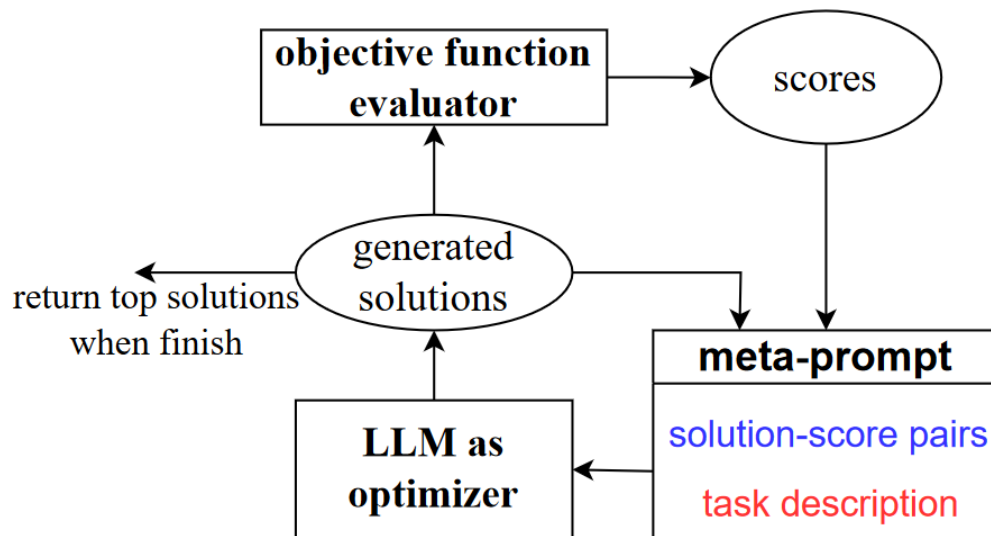 objective function
evaluator
scores
generated
solutions
return top solutions
when finish
meta-prompt
solution-score pairs
task description
LLM as
optimizer